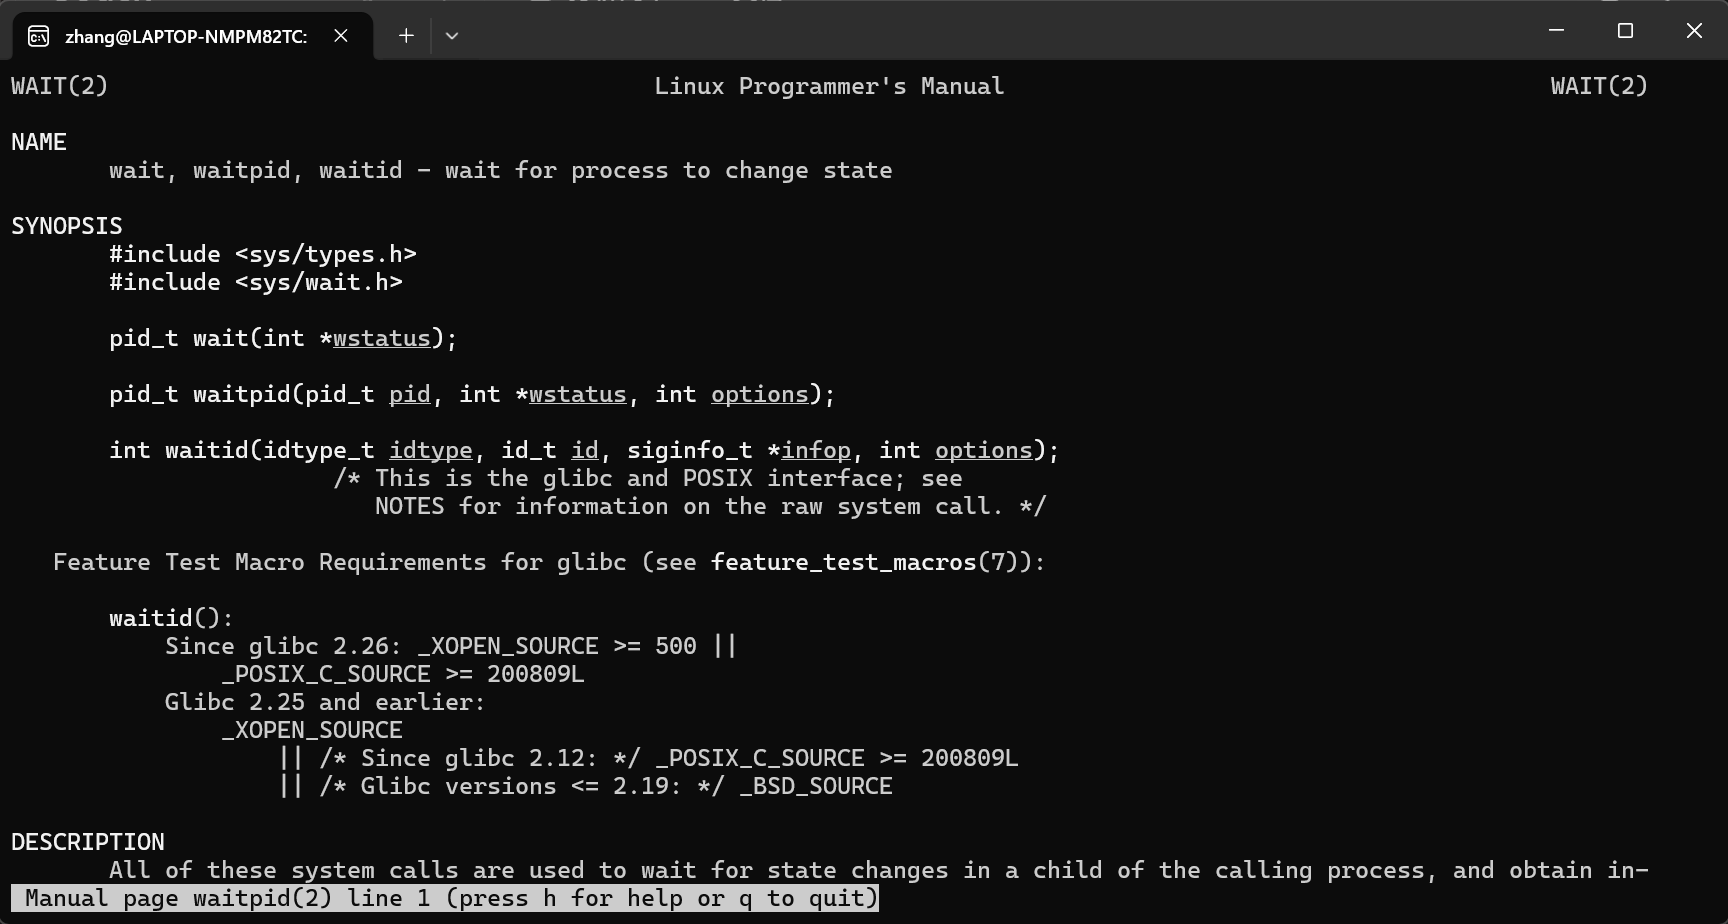 zhang@LAPTOP-NMPM82TC:
WAIT(2) Linux Programmer's Manual WAIT(2)
NAME
wait, waitpid, waitid - wait for process to change state
SYNOPSIS
#include <sys/types.h>
#include <sys/wait.h>
pid_t wait(int *wstatus);
pid_t waitpid(pid_t pid, int *wstatus, int options);
int waitid(idtype_t idtype, id_t id, siginfo_t *infop, int options);
/* This is the glibc and POSIX interface; see
NOTES for information on the raw system call. */
Feature Test Macro Requirements for glibc (see feature_test_macros(7)):
waitid():
Since glibc 2.26: _XOPEN_SOURCE >= 500 ||
_POSIX_C_SOURCE >= 200809L
Glibc 2.25 and earlier:
_XOPEN_SOURCE
|| /* Since glibc 2.12: */ _POSIX_C_SOURCE >= 200809L
|| /* Glibc versions <= 2.19: */ _BSD_SOURCE
DESCRIPTION
All of these system calls are used to wait for state changes in a child of the calling process, and obtain in-
Manual page waitpid(2) line 1 (press h for help or q to quit)